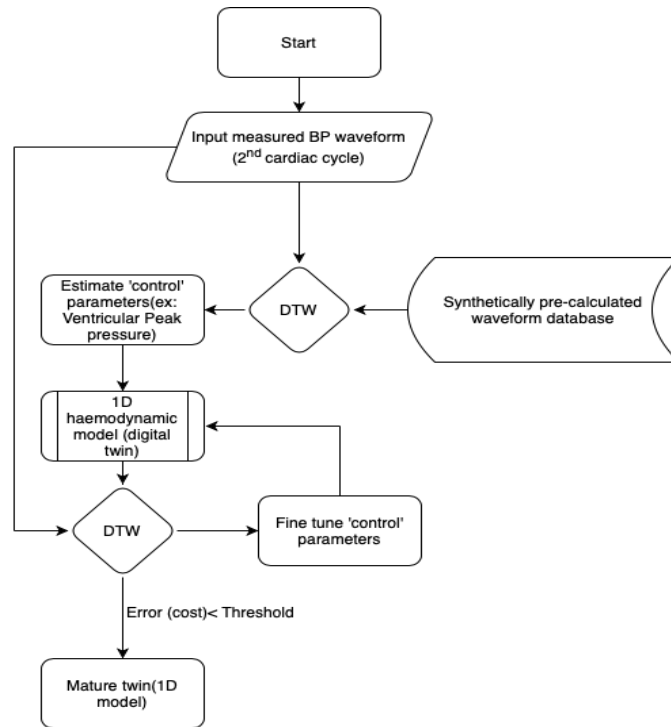 Start
Input measured BP waveform
(2nd cardiac cycle)
Estimate 'control'
parameters(ex:
Ventricular Peak
pressure)
DTW
Synthetically pre-calculated
waveform database
1D
haemodynamic
model (digital
twin)
DTW
Fine tune 'control'
parameters
Error (cost)< Threshold
Mature twin(1D
model)